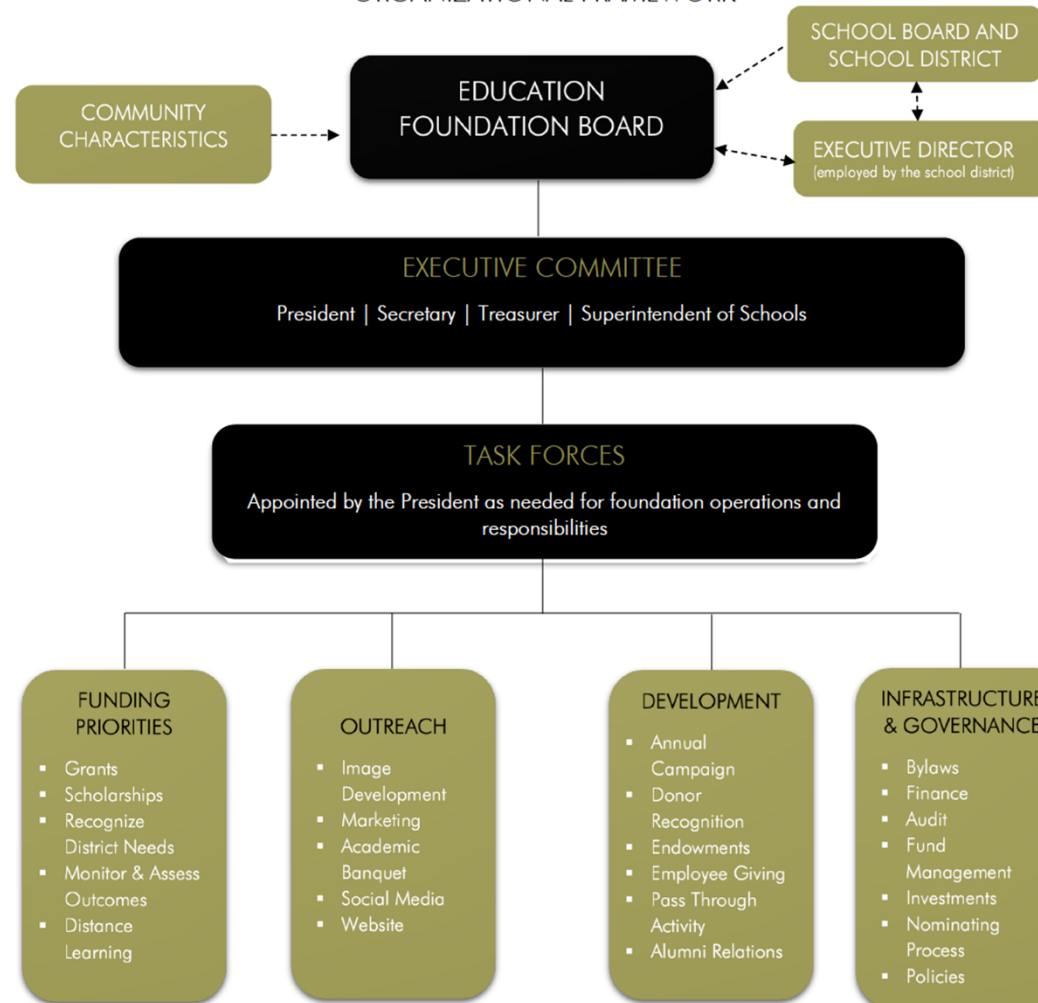 ORGANIZATIONAL FRAMEWORK
SCHOOL BOARD AND
SCHOOL DISTRICT
EDUCATION
FOUNDATION BOARD
COMMUNITY
CHARACTERISTICS
EXECUTIVE DIRECTOR
(employed by the school district)
EXECUTIVE COMMITTEE
President | Secretary | Treasurer | Superintendent of Schools
TASK FORCES
Appointed by the President as needed for foundation operations and
responsibilities
FUNDING
PRIORITIES
▪ Grants
▪ Scholarships
▪ Recognize
District Needs
▪ Monitor & Assess
Outcomes
▪ Distance
Learning
OUTREACH
▪ Image
Development
▪ Marketing
▪ Academic
Banquet
▪ Social Media
▪ Website
DEVELOPMENT
▪ Annual
Campaign
▪ Donor
Recognition
▪ Endowments
▪ Employee Giving
▪ Pass Through
Activity
▪ Alumni Relations
INFRASTRUCTURE
& GOVERNANCE
▪ Bylaws
▪ Finance
▪ Audit
▪ Fund
Management
▪ Investments
▪ Nominating
Process
▪ Policies